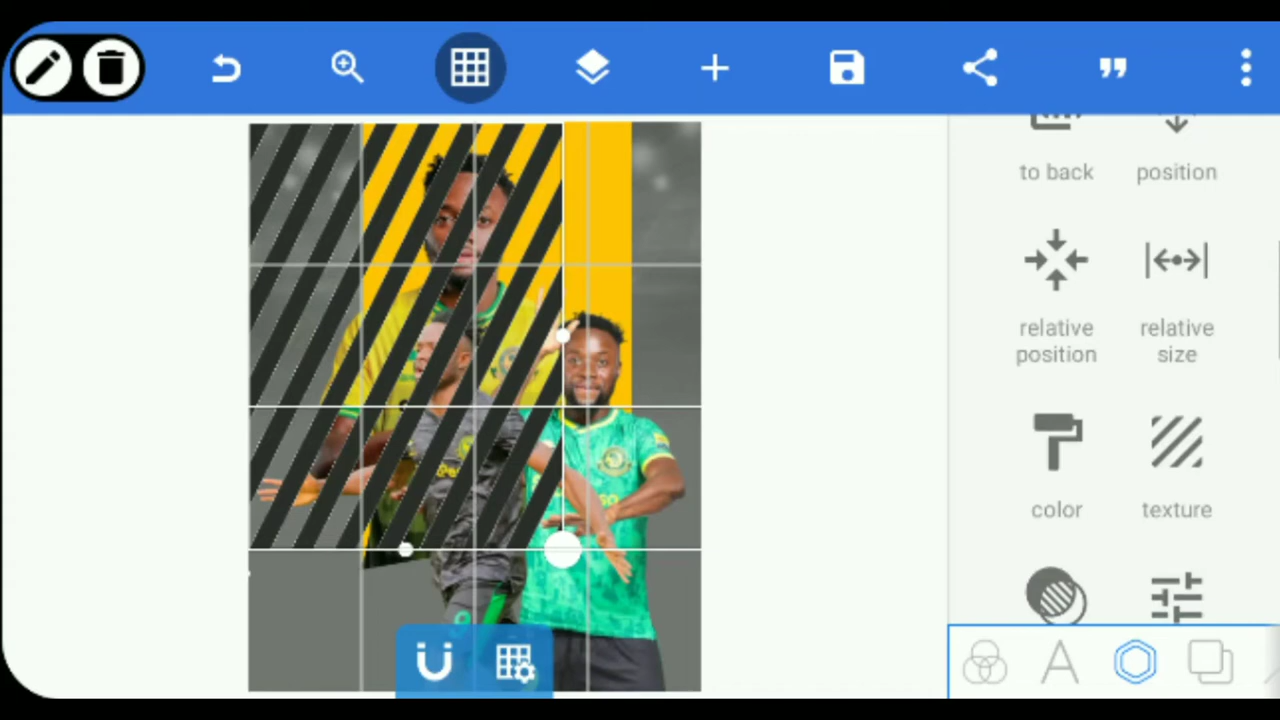 to back
position
relative
position
relative
size
color
texture